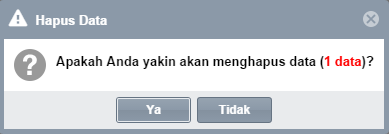 Hapus Data
Apakah Anda yakin akan menghapus data (1 data)?
Ya
Tidak